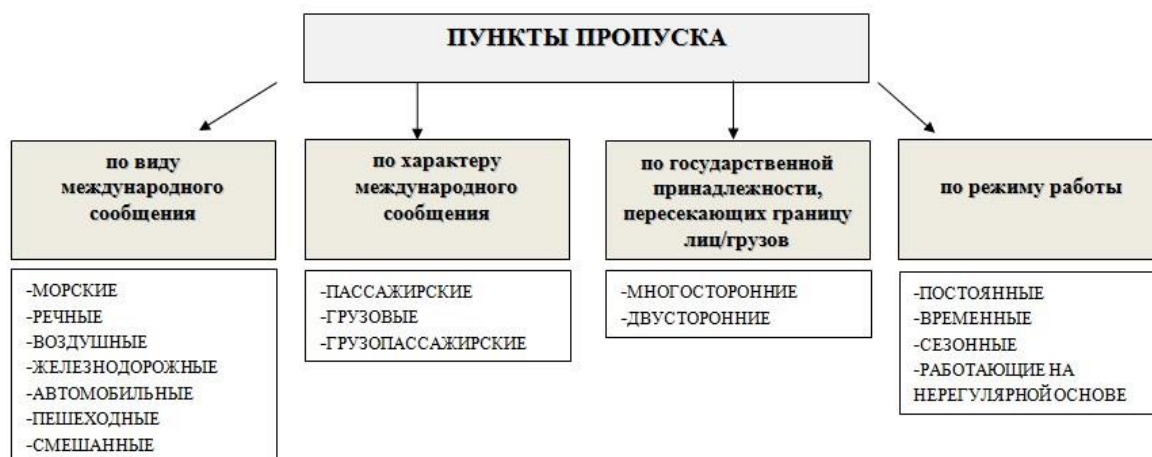 ПУНКТЫ ПРОПУСКА
по виду
международного
сообщения
-МОРСКИЕ
-РЕЧНЫЕ
-ВОЗДУШНЫЕ
-ЖЕЛЕЗНОДОРОЖНЫЕ
-АВТОМОБИЛЬНЫЕ
-ПЕШЕХОДНЫЕ
-СМЕШАННЫЕ
по характеру
международного
сообщения
-ПАССАЖИРСКИЕ
-ГРУЗОВЫЕ
-ГРУЗОПАССАЖИРСКИЕ
по государственной
принадлежности,
пересекающих границу
лиц/грузов
-МНОГОСТОРОННИЕ
-ДВУСТОРОННИЕ
по режиму работы
-ПОСТОЯННЫЕ
-ВРЕМЕННЫЕ
-СЕЗОННЫЕ
-РАБОТАЮЩИЕ НА
НЕРЕГУЛЯРНОЙ ОСНОВЕ